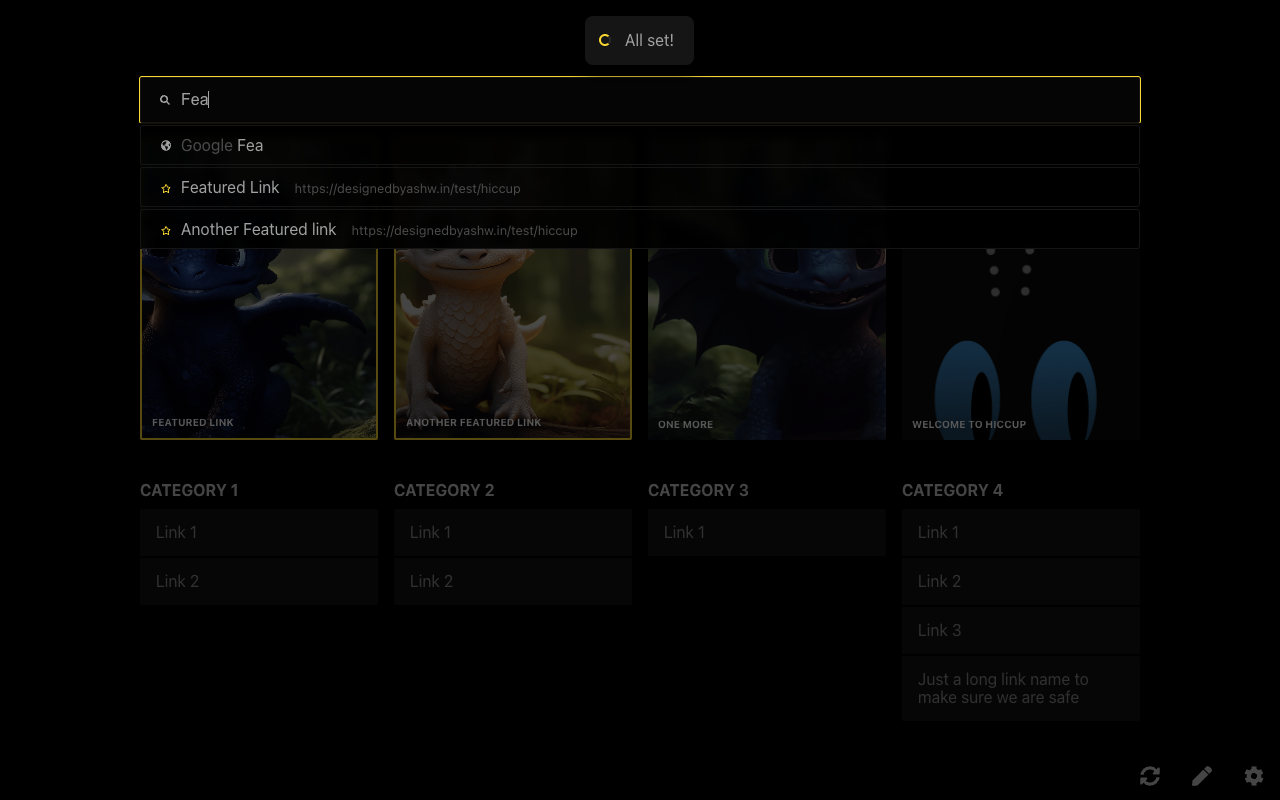 All set!
Fea
Google Fea
Featured Link https://designedbyashw.in/test/hiccup
Another Featured link https://designedbyashw.in/test/hiccup
FEATURED LINK
ANOTHER FEATURED LINK
ONE MORE
WELCOME TO HICCUP
CATEGORY 1
Link 1
Link 2
CATEGORY 2
Link 1
Link 2
CATEGORY 3
Link 1
CATEGORY 4
Link 1
Link 2
Link 3
Just a long link name to
make sure we are safe